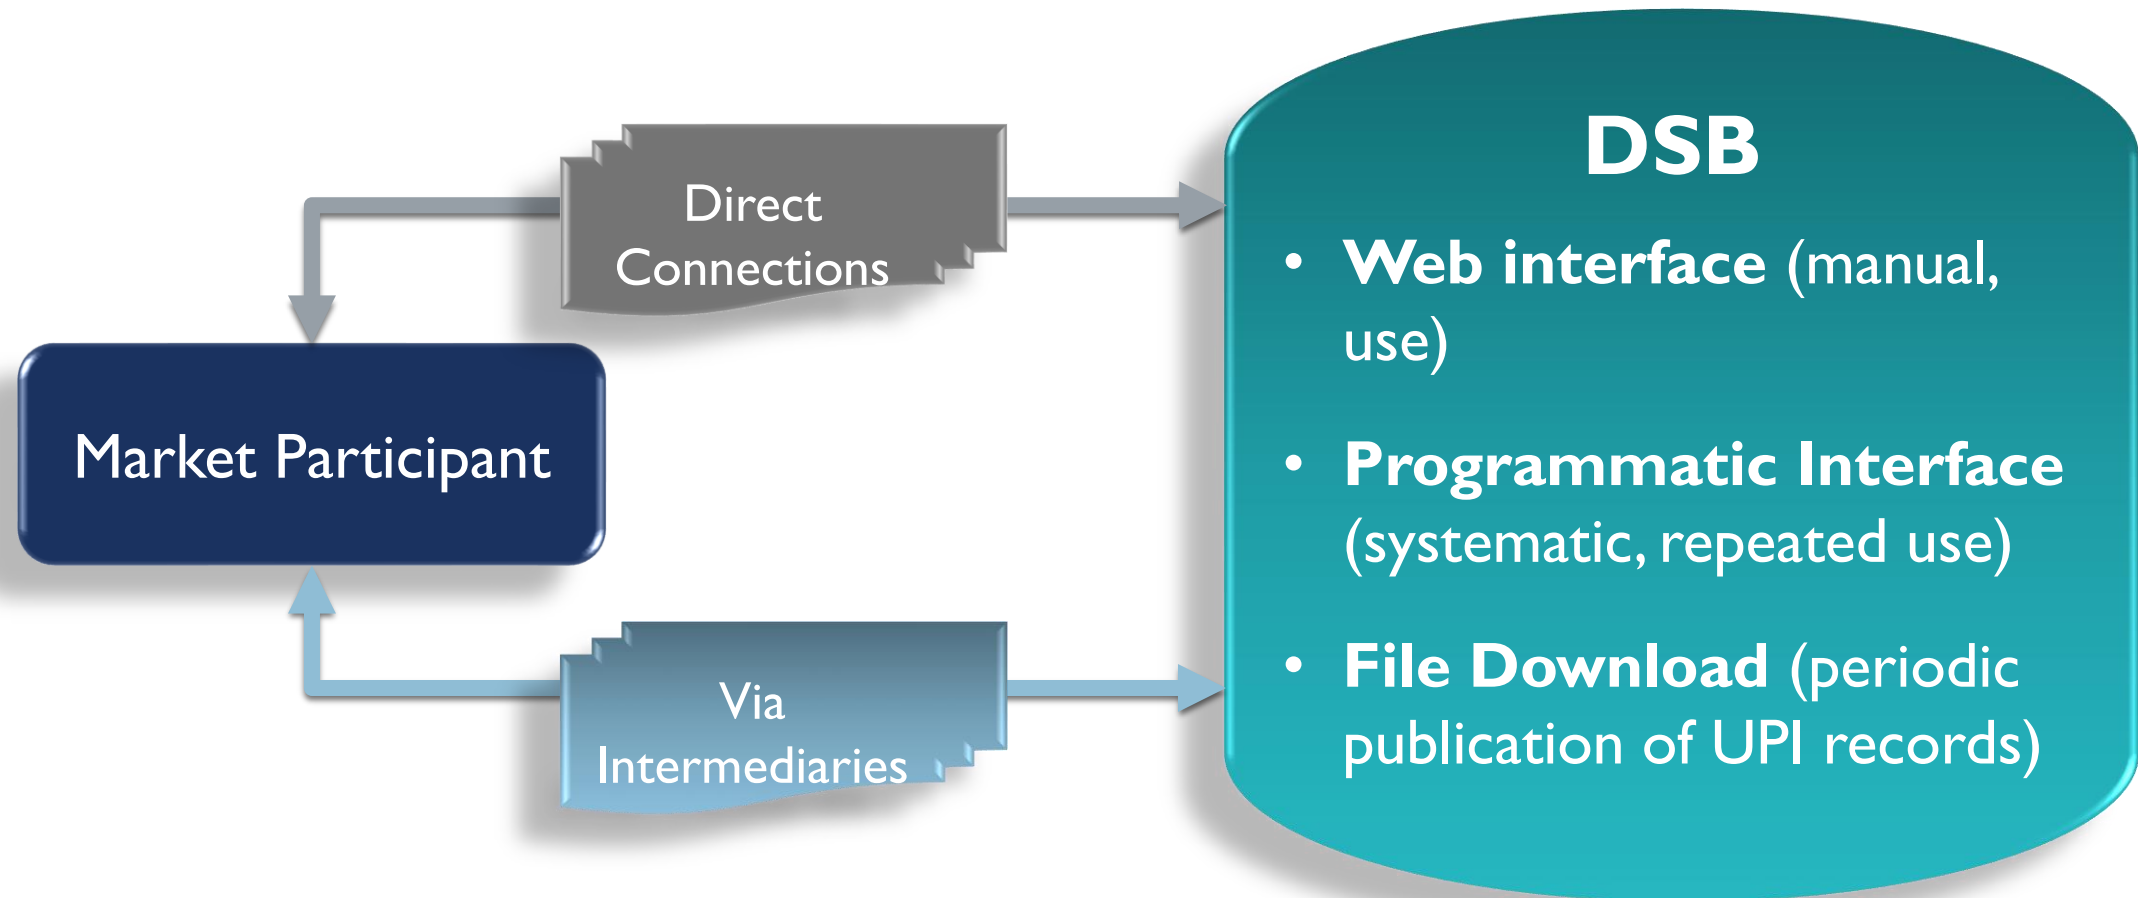 Direct
Connections
Market Participant
Via
Intermediaries
DSB
• Web interface (manual,
use)
• Programmatic Interface
(systematic, repeated use)
• File Download (periodic
publication of UPI records)